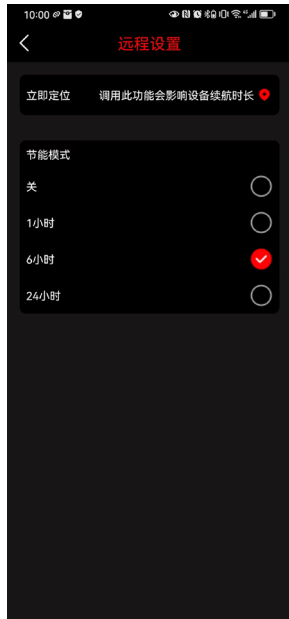 10:00
远程设置
立即定位 调用此功能会影响设备续航时长
节能模式
关
1小时
6小时
24小时